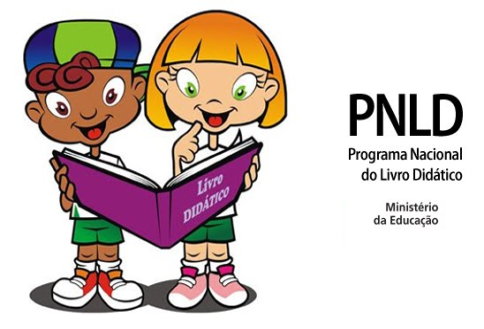 Livro
DIDÁTICO
PNLD
Programa Nacional
do Livro Didático
Ministério
da Educação